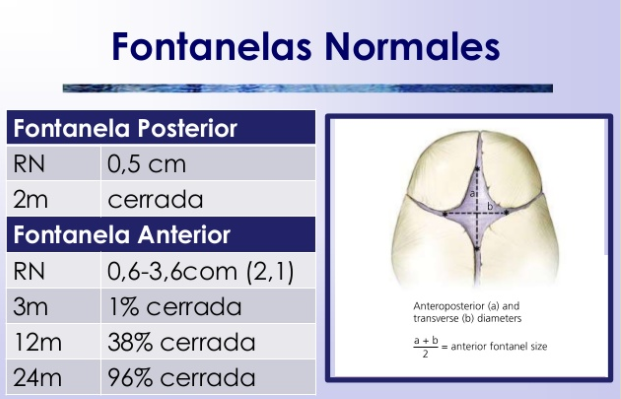 Fontanelas Normales
Fontanela Posterior
RN 0,5 cm
2m cerrada
Fontanela Anterior
RN 0,6-3,6com (2,1)
3m 1% cerrada
12m 38% cerrada
24m 96% cerrada
a
b
Anteroposterior (a) and
transverse (b) diameters
a + b
2
= anterior fontanel size